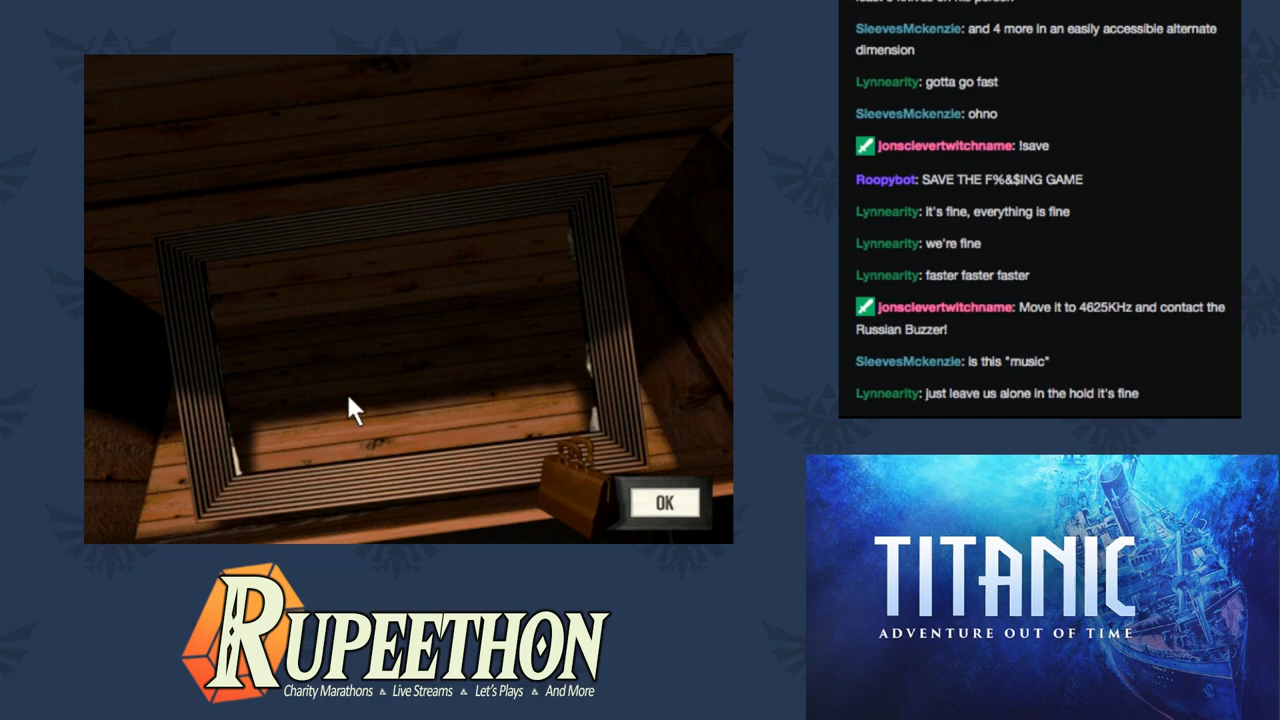 SleevesMckenzie: and 4 more in an easily accessible alternate
dimension
Lynnearity: gotta go fast
SleevesMckenzie: ohno
jonsclevertwitchname: !save
Roopybot: SAVE THE F%&$ING GAME
Lynnearity: it's fine, everything is fine
Lynnearity: we're fine
Lynnearity: faster faster faster
jonsclevertwitchname: Move it to 4625KHz and contact the
Russian Buzzer!
SleevesMckenzie: is this "music"
Lynnearity: just leave us alone in the hold it's fine
OK
RUPEETHON
Charity Marathons Live Streams Let's Plays And More
TITANIC
ADVENTURE OUT OF TIME